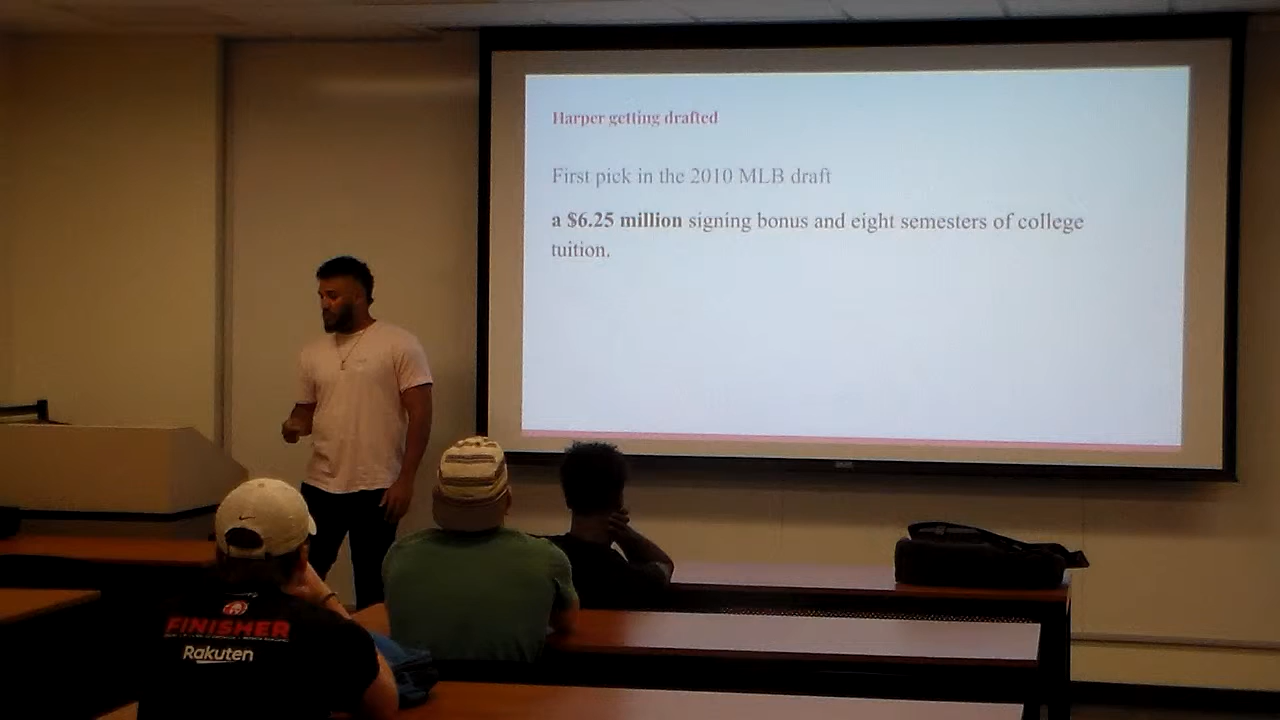 Harper getting drafted
First pick in the 2010 MLB draft
a $6.25 million signing bonus and eight semesters of college
tuition.
FINISHER
Rakuten